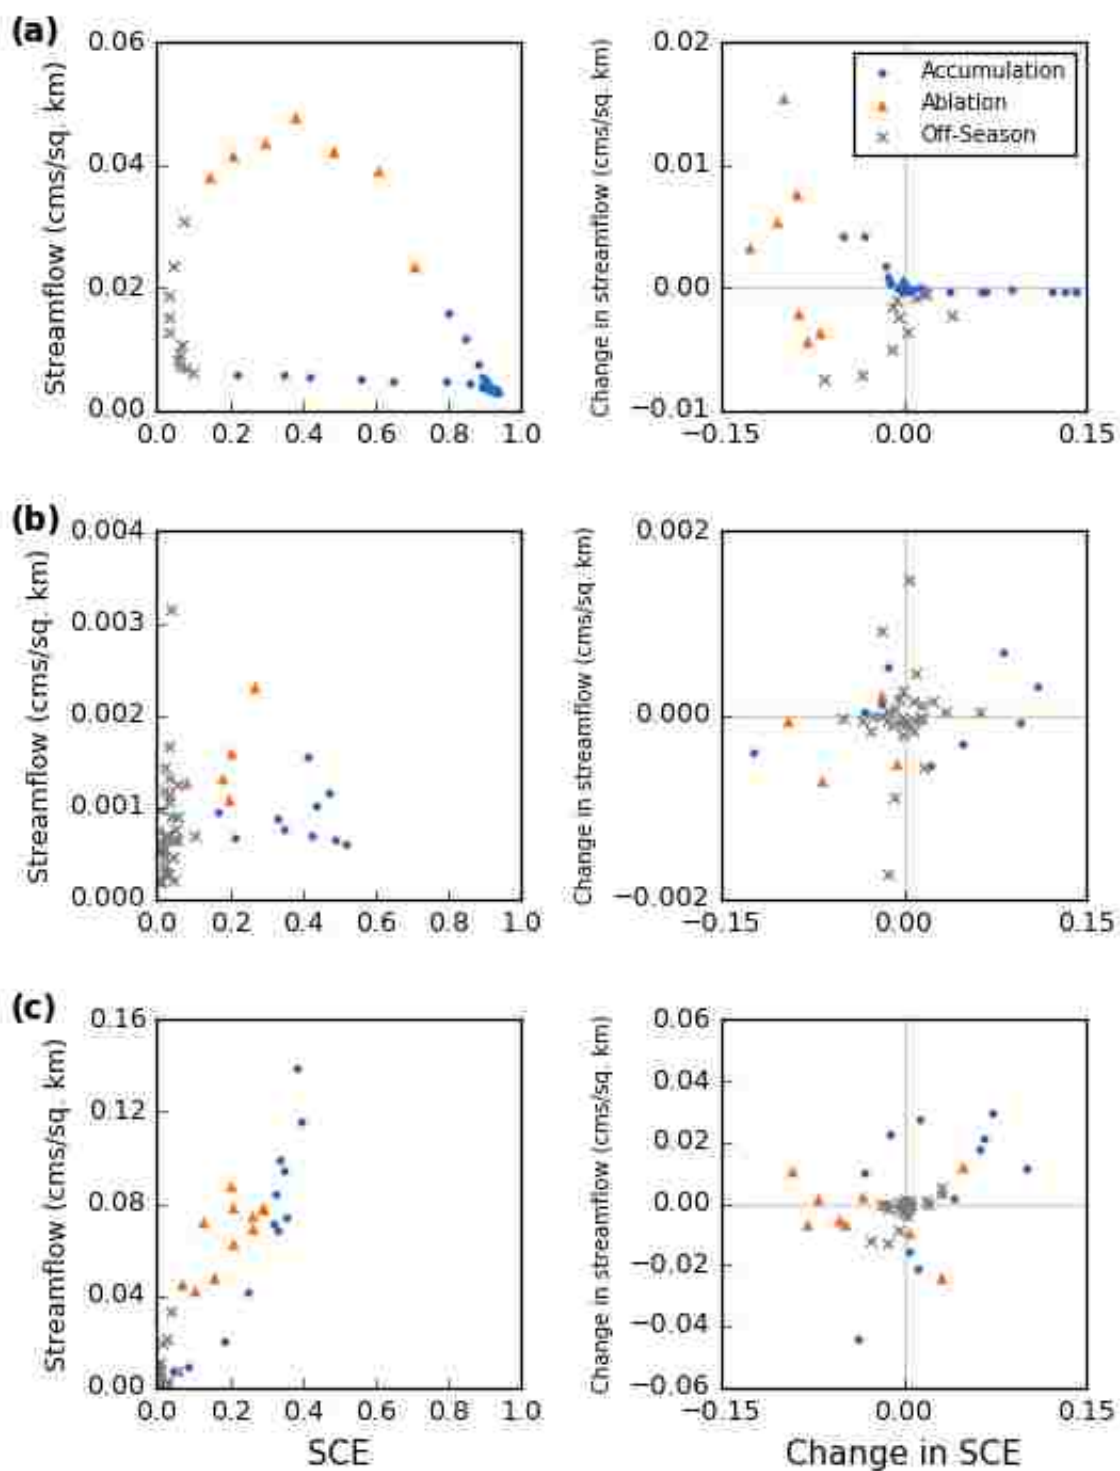 (a)
Streamflow (cms/sq. km)
0.06
0.04
0.02
0.00
0.0 0.2 0.4 0.6 0.8 1.0
Change in streamflow (cms/sq. km)
0.02
0.01
0.00
−0.01
−0.15 0.00 0.15
Accumulation
Ablation
Off-Season
(b)
Streamflow (cms/sq. km)
0.004
0.003
0.002
0.001
0.000
0.0 0.2 0.4 0.6 0.8 1.0
Change in streamflow (cms/sq. km)
0.002
0.000
−0.002
−0.15 0.00 0.15
(c)
Streamflow (cms/sq. km)
0.16
0.12
0.08
0.04
0.00
0.0 0.2 0.4 0.6 0.8 1.0
SCE
Change in streamflow (cms/sq. km)
0.06
0.04
0.02
0.00
−0.02
−0.04
−0.06
−0.15 0.00 0.15
Change in SCE